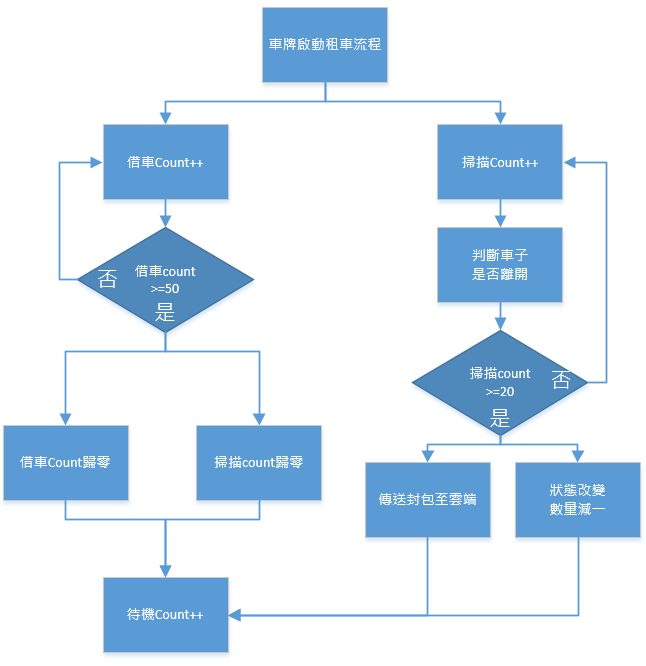 車牌啟動租車流程
借車Count++
掃描Count++
判斷車子
是否離開
否
借車count
>=50
是
掃描count
>=20
否
是
借車Count歸零
掃描count歸零
傳送封包至雲端
狀態改變
數量減一
待機Count++